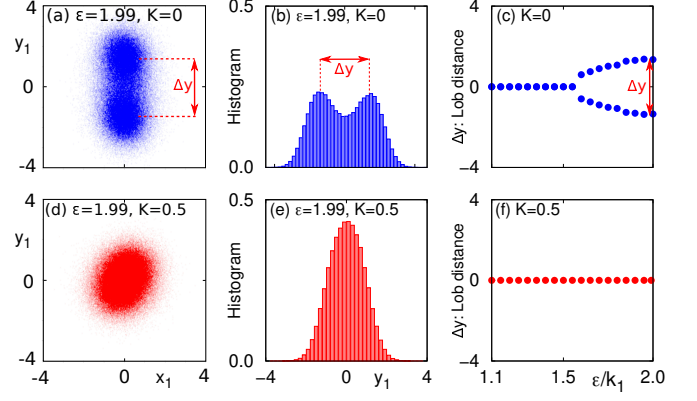 (a) ε=1.99, K=0
y1
4
0
-4
Δy
(b) ε=1.99, K=0
Histogram
0.5
0.0
Δy
(c) K=0
Δy: Lob distance
4
0
-4
Δy
(d) ε=1.99, K=0.5
y1
4
0
-4
-4 0 x1 4
(e) ε=1.99, K=0.5
Histogram
0.5
0.0
−4 0 y1 4
(f) K=0.5
Δy: Lob distance
4
0
-4
1.1 1.5 ε/k1 2.0